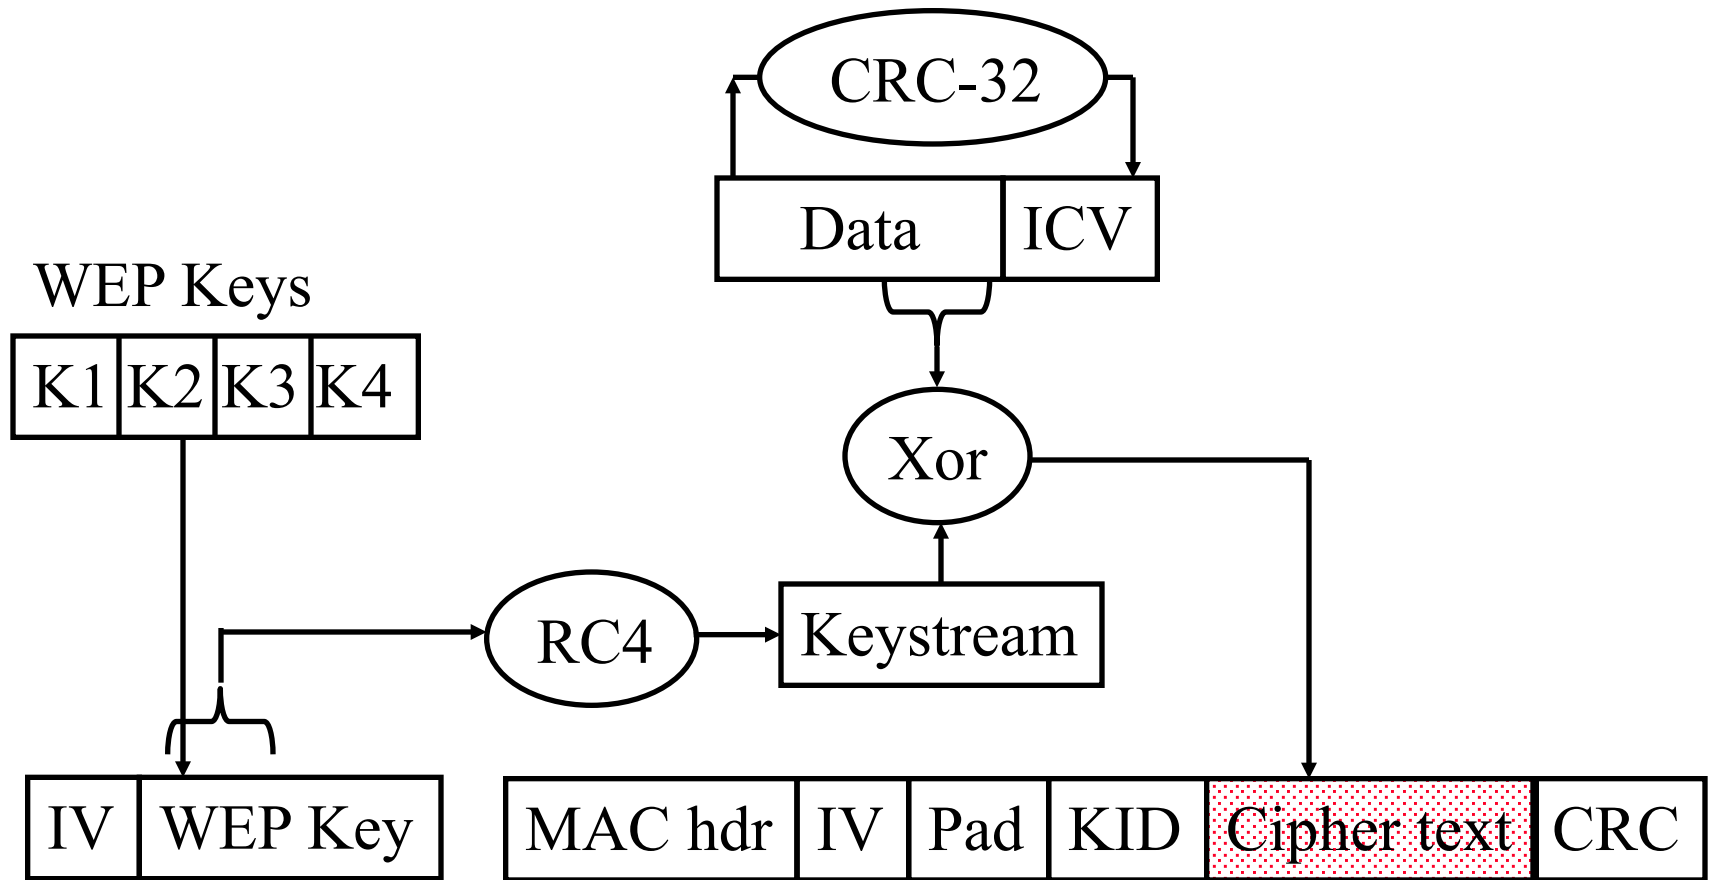 CRC-32
Data ICV
WEP Keys
K1 K2 K3 K4
Xor
RC4
Keystream
IV WEP Key
MAC hdr IV Pad KID Cipher text CRC